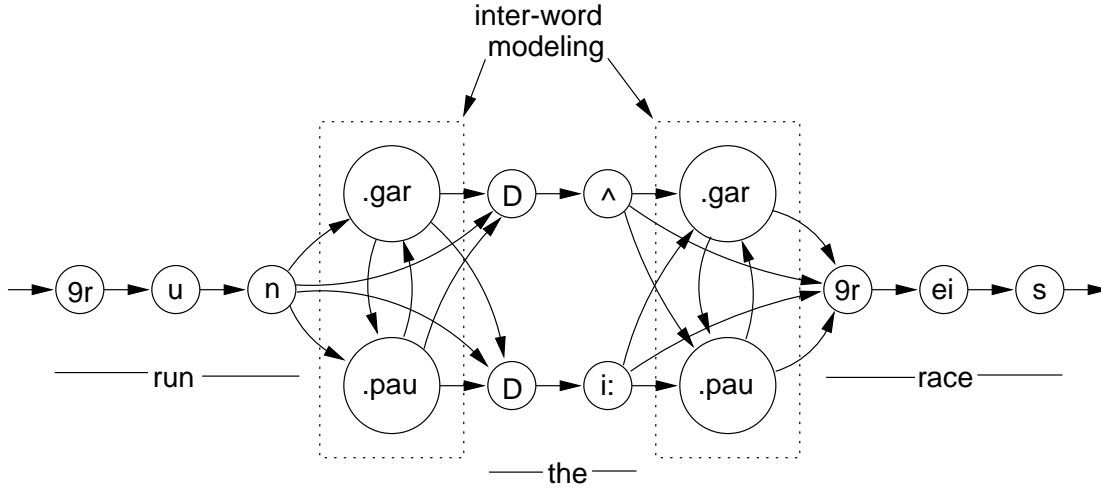 inter-word
modeling
.gar
D
^
.gar
9r
u
n
9r
ei
s
.pau
D
i:
.pau
run
race
the